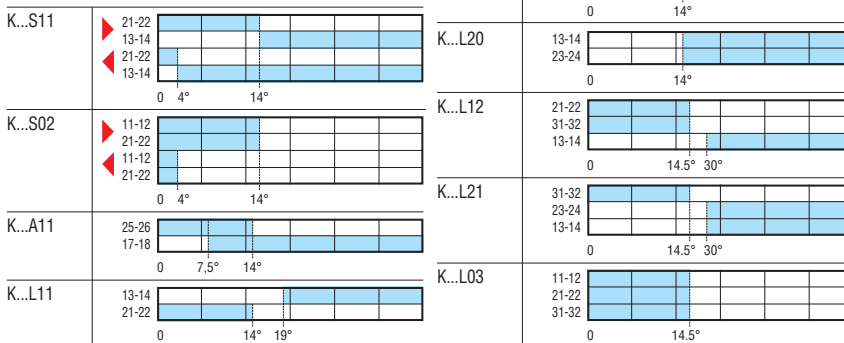 K...S11
21-22
13-14
21-22
13-14
0 4° 14°
K...S02
11-12
21-22
11-12
21-22
0 4° 14°
K...A11
25-26
17-18
0 7,5° 14°
K...L11
13-14
21-22
0 14° 19°
0 14°
K...L20
13-14
23-24
0 14°
K...L12
21-22
31-32
13-14
0 14.5° 30°
K...L21
31-32
23-24
13-14
0 14.5° 30°
K...L03
11-12
21-22
31-32
0 14.5°